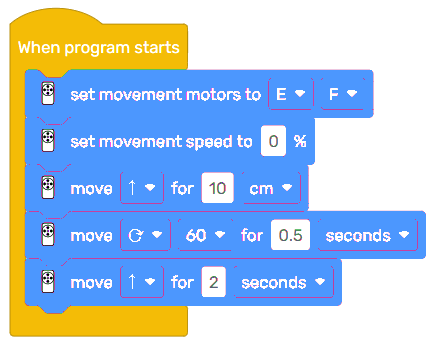 When program starts
set movement motors to E F
set movement speed to 0 %
move ↑ for 10 cm
move ⟳ 60 for 0.5 seconds
move ↑ for 2 seconds